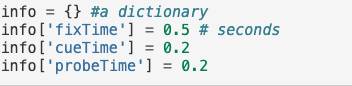 info = {} #a dictionary
info['fixTime'] = 0.5 # seconds
info['cueTime'] = 0.2
info['probeTime'] = 0.2